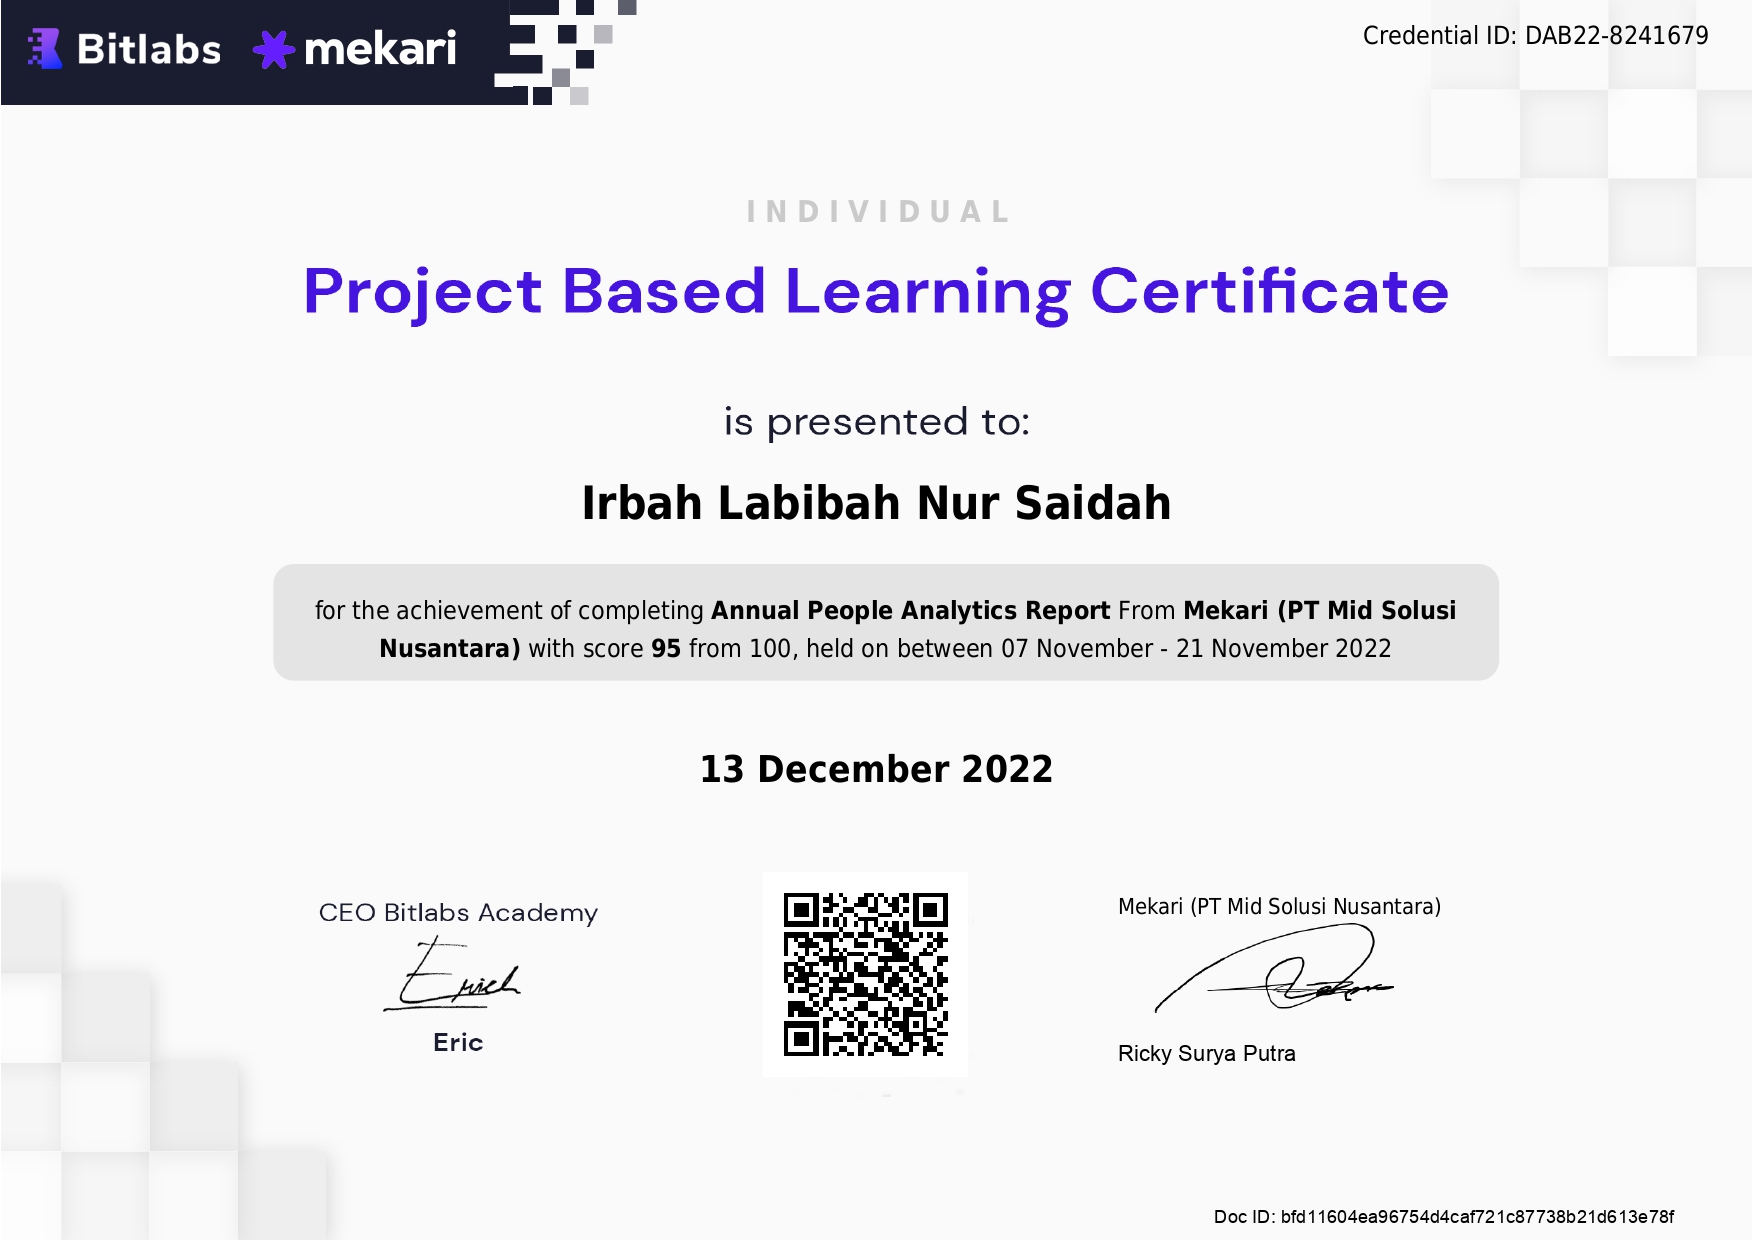 Bitlabs mekari
Credential ID: DAB22-8241679
INDIVIDUAL
Project Based Learning Certificate
is presented to:
Irbah Labibah Nur Saidah
for the achievement of completing Annual People Analytics Report From Mekari (PT Mid Solusi
Nusantara) with score 95 from 100, held on between 07 November - 21 November 2022
13 December 2022
CEO Bitlabs Academy
Erich
Eric
Mekari (PT Mid Solusi Nusantara)
Ricky Surya Putra
Doc ID: bfd11604ea96754d4caf721c87738b21d613e78f